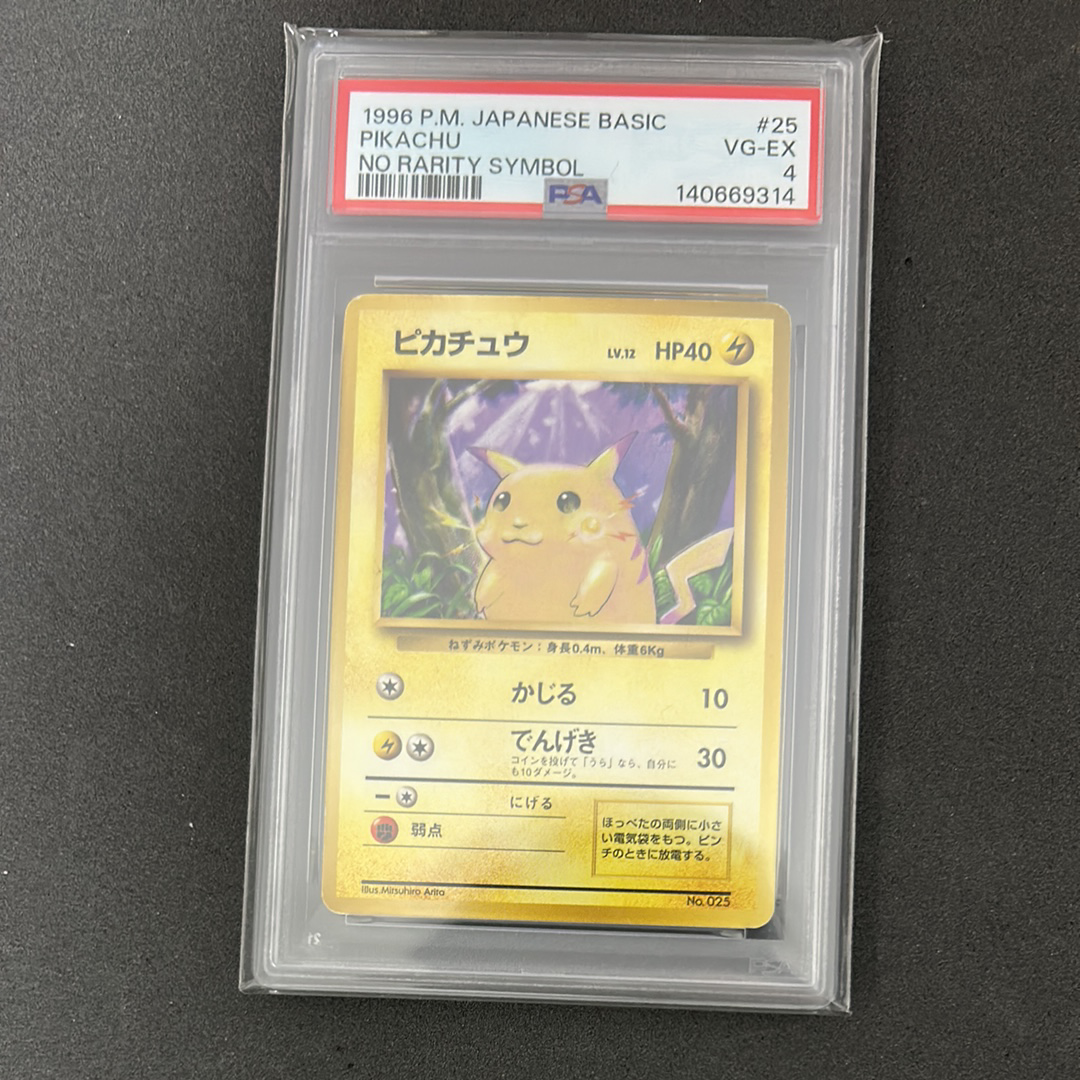 1996 P.M. JAPANESE BASIC #25
PIKACHU VG-EX
NO RARITY SYMBOL 4
PSA 140669314
ピカチュウ LV.12 HP40
ねずみポケモン：身長0.4m、体重6Kg
かじる 10
でんげき 30
コインを投げて「うら」なら、自分に
も10ダメージ。
にげる
弱点
ほっぺたの両側に小さ
い電気袋をもつ。ピン
チのときに放電する。
Illus.Mitsuhiro Arita
No.025
PSA